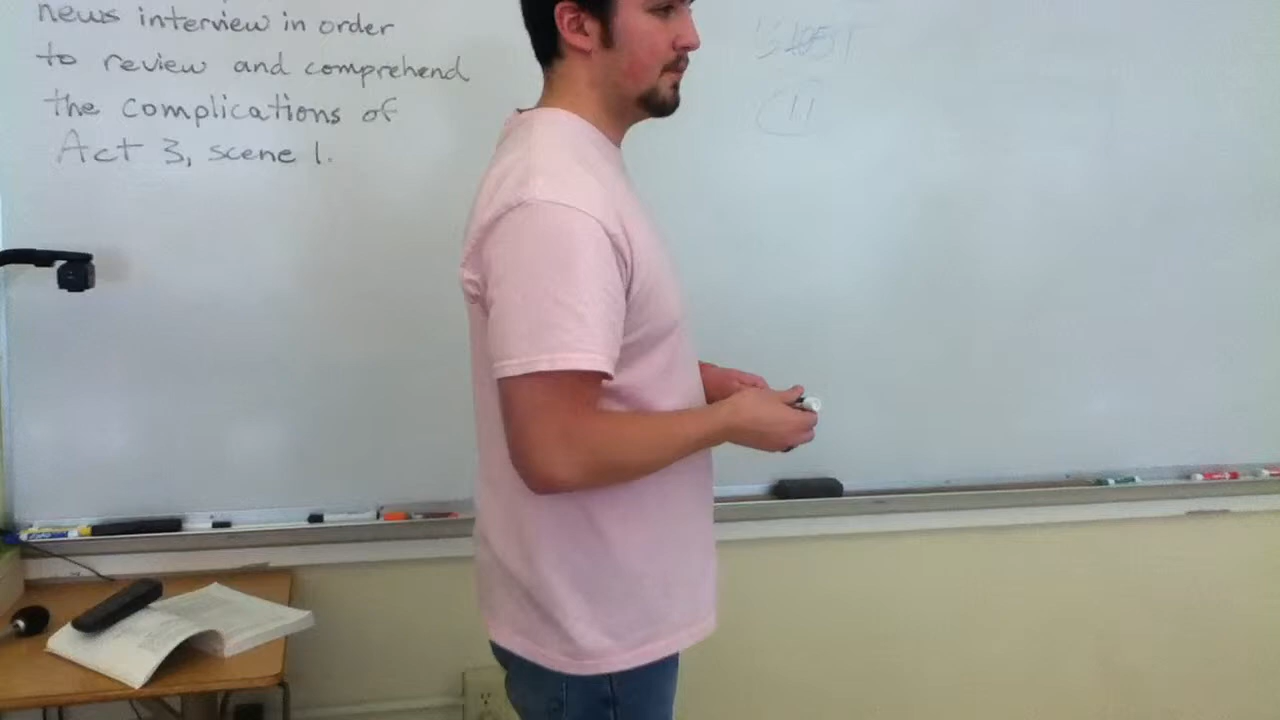 news interview in order
to review and comprehend
the complications of
Act 3, scene 1.